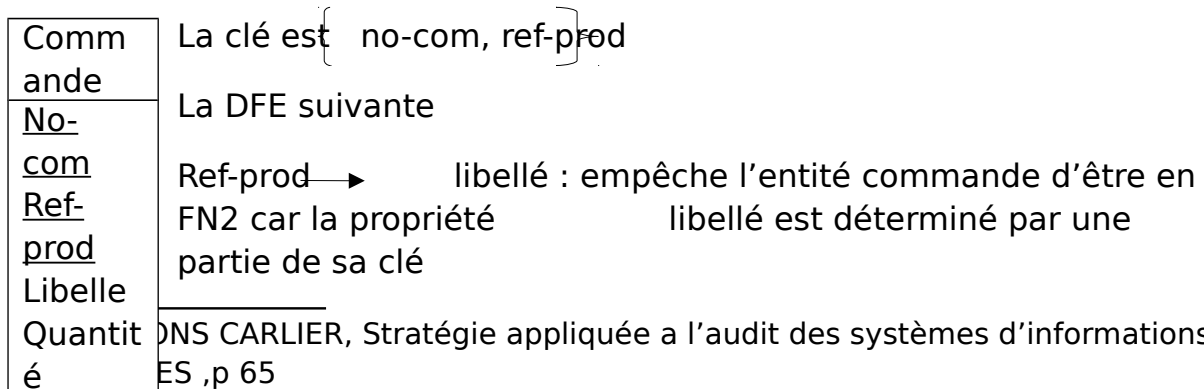 Comm
ande
No-
com
Ref-
prod
Libelle
Quantit
é
La clé est no-com, ref-prod
La DFE suivante
Ref-prod libellé : empêche l’entité commande d’être en
FN2 car la propriété libellé est déterminé par une
partie de sa clé
CARLIER, Stratégie appliquée a l’audit des systèmes d’informations
,p 65